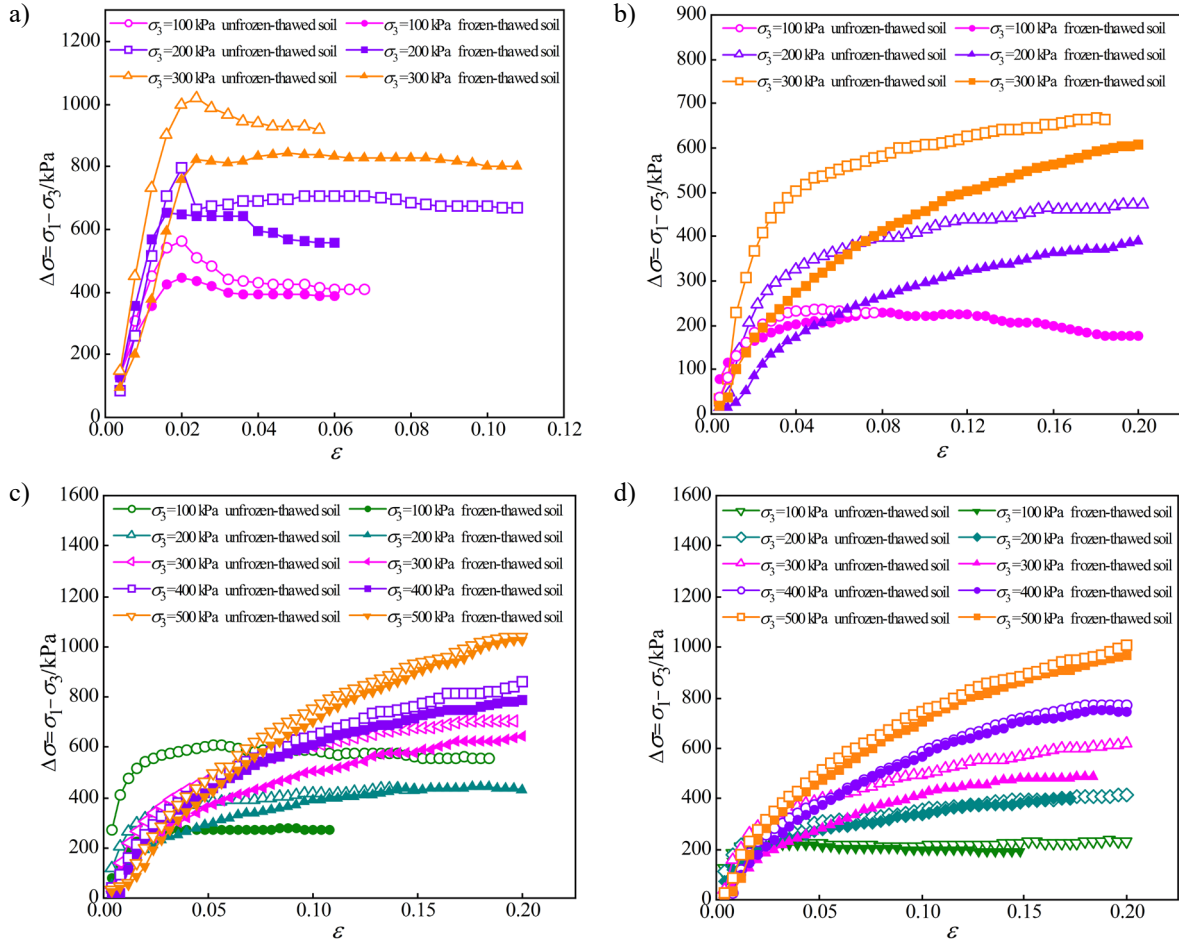 a)
σ3=100 kPa unfrozen-thawed soil σ3=100 kPa frozen-thawed soil
σ3=200 kPa unfrozen-thawed soil σ3=200 kPa frozen-thawed soil
σ3=300 kPa unfrozen-thawed soil σ3=300 kPa frozen-thawed soil
1200
1000
800
600
400
200
0
Δσ=σ1−σ3/kPa
0.00 0.02 0.04 0.06 0.08 0.10 0.12
ε
b)
σ3=100 kPa unfrozen-thawed soil σ3=100 kPa frozen-thawed soil
σ3=200 kPa unfrozen-thawed soil σ3=200 kPa frozen-thawed soil
σ3=300 kPa unfrozen-thawed soil σ3=300 kPa frozen-thawed soil
900
800
700
600
500
400
300
200
100
0
Δσ=σ1−σ3/kPa
0.00 0.04 0.08 0.12 0.16 0.20
ε
c)
σ3=100 kPa unfrozen-thawed soil σ3=100 kPa frozen-thawed soil
σ3=200 kPa unfrozen-thawed soil σ3=200 kPa frozen-thawed soil
σ3=300 kPa unfrozen-thawed soil σ3=300 kPa frozen-thawed soil
σ3=400 kPa unfrozen-thawed soil σ3=400 kPa frozen-thawed soil
σ3=500 kPa unfrozen-thawed soil σ3=500 kPa frozen-thawed soil
1600
1400
1200
1000
800
600
400
200
0
Δσ=σ1−σ3/kPa
0.00 0.05 0.10 0.15 0.20
ε
d)
σ3=100 kPa unfrozen-thawed soil σ3=100 kPa frozen-thawed soil
σ3=200 kPa unfrozen-thawed soil σ3=200 kPa frozen-thawed soil
σ3=300 kPa unfrozen-thawed soil σ3=300 kPa frozen-thawed soil
σ3=400 kPa unfrozen-thawed soil σ3=400 kPa frozen-thawed soil
σ3=500 kPa unfrozen-thawed soil σ3=500 kPa frozen-thawed soil
1600
1400
1200
1000
800
600
400
200
0
Δσ=σ1−σ3/kPa
0.00 0.05 0.10 0.15 0.20
ε